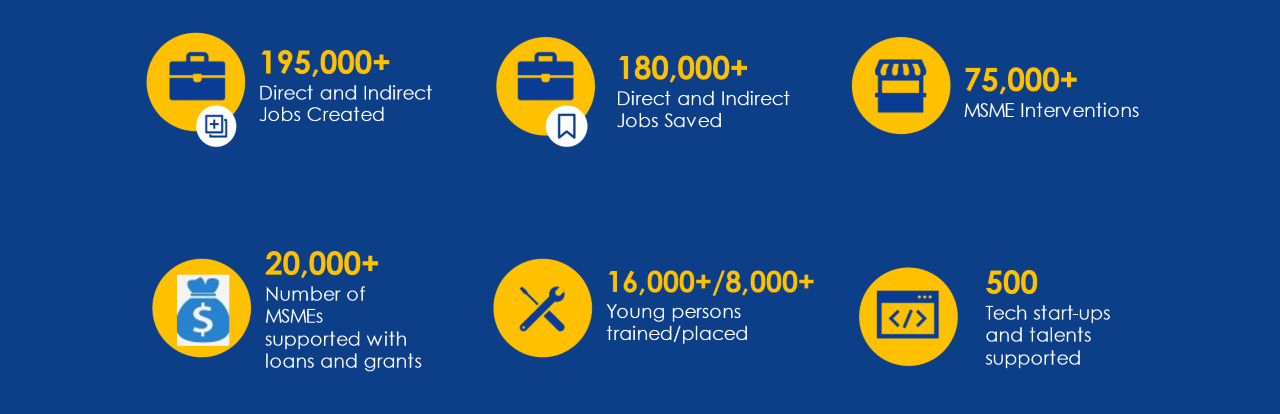 195,000+
Direct and Indirect
Jobs Created
180,000+
Direct and Indirect
Jobs Saved
75,000+
MSME Interventions
20,000+
Number of
MSMEs
supported with
loans and grants
16,000+/8,000+
Young persons
trained/placed
500
Tech start-ups
and talents
supported